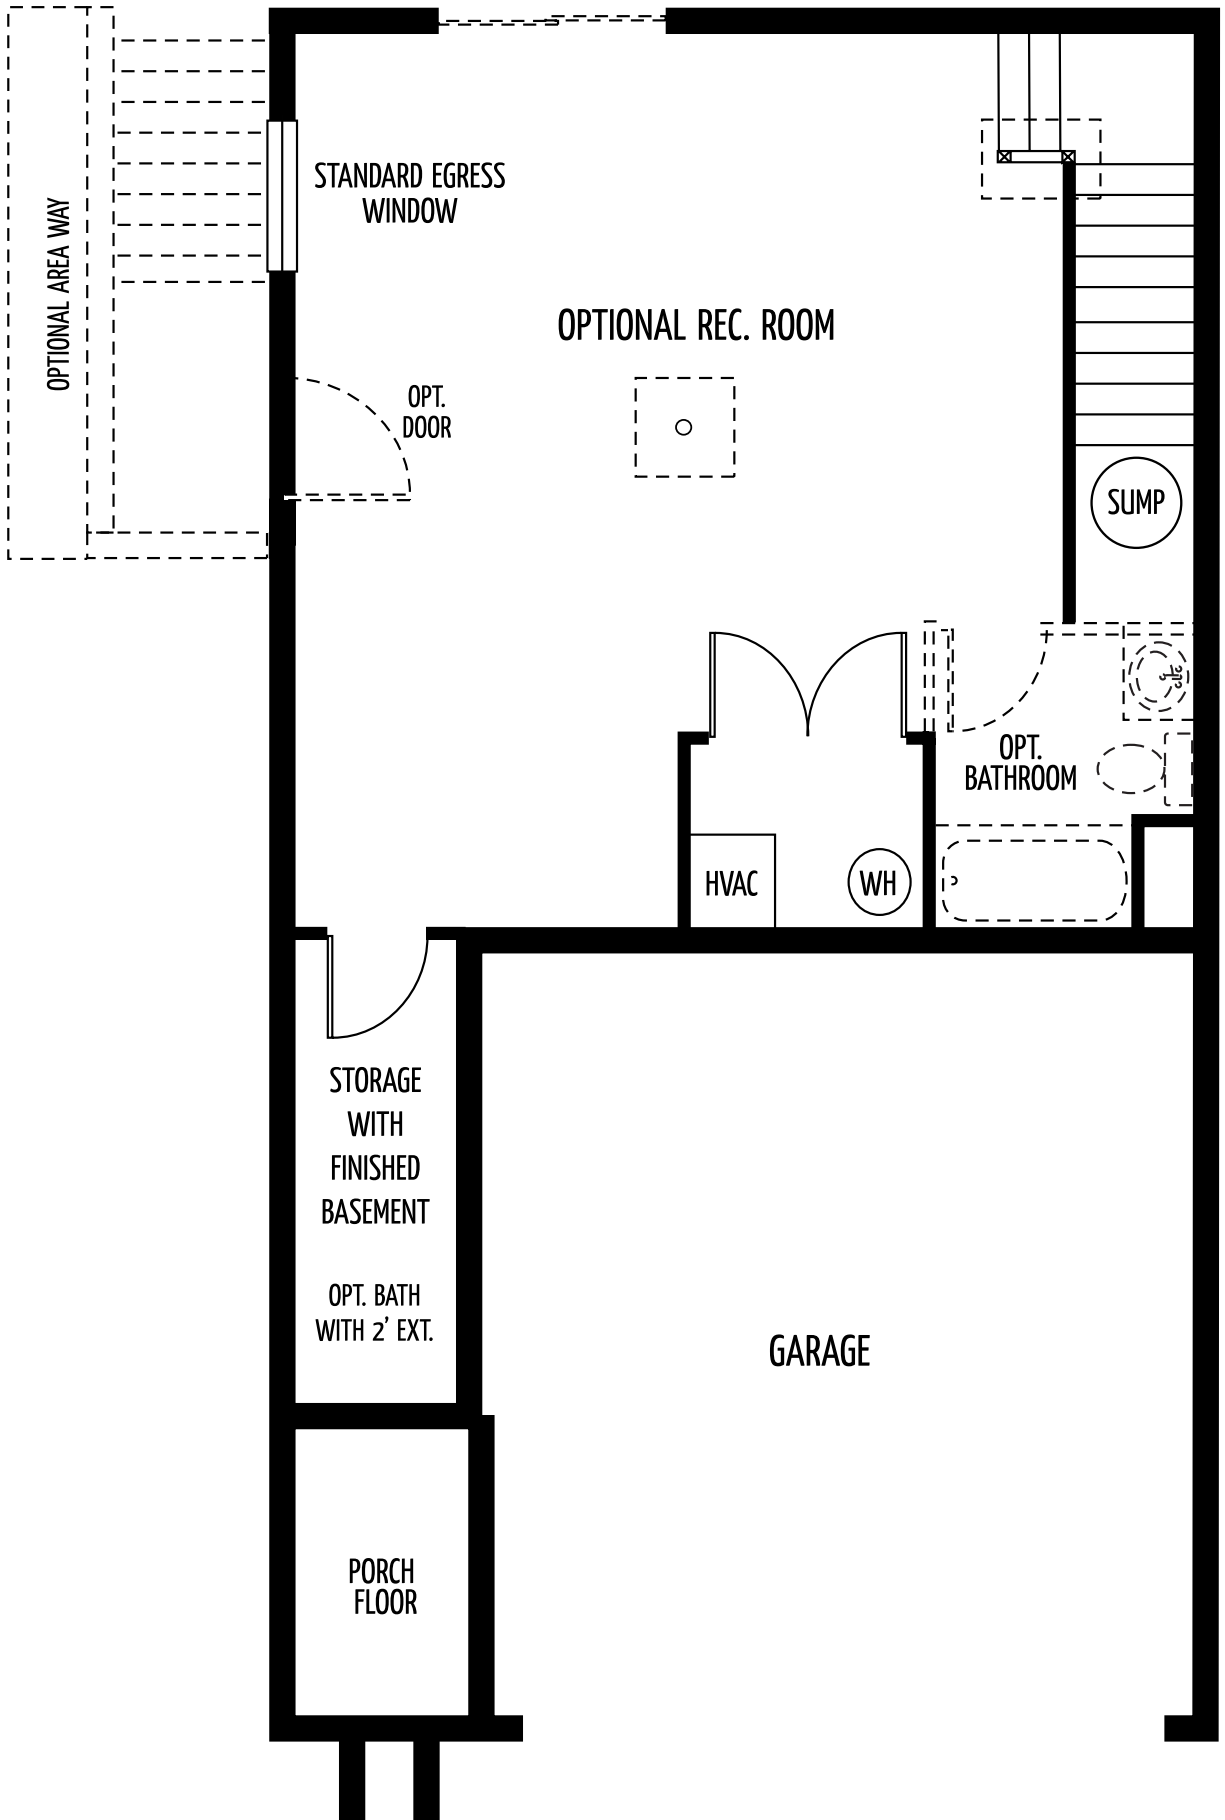 STANDARD EGRESS
WINDOW
OPTIONAL AREA WAY
OPTIONAL REC. ROOM
OPT.
DOOR
SUMP
OPT.
BATHROOM
HVAC
WH
STORAGE
WITH
FINISHED
BASEMENT
OPT. BATH
WITH 2' EXT.
GARAGE
PORCH
FLOOR